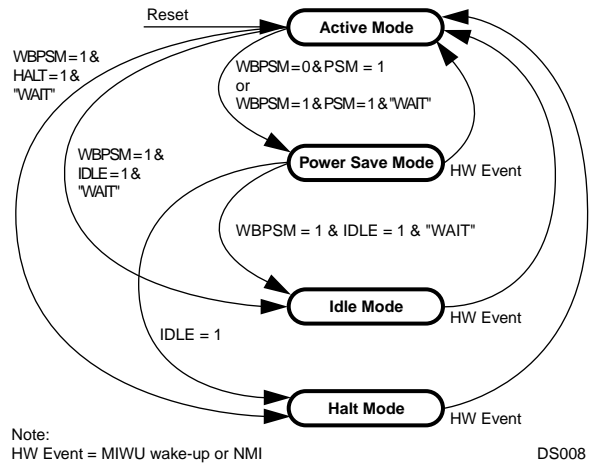 Reset
Active Mode
WBPSM = 1 &
HALT = 1 &
"WAIT"
WBPSM = 0 & PSM = 1
or
WBPSM = 1 & PSM = 1 & "WAIT"
WBPSM = 1 &
IDLE = 1 &
"WAIT"
Power Save Mode
HW Event
WBPSM = 1 & IDLE = 1 & "WAIT"
Idle Mode
HW Event
IDLE = 1
Halt Mode
HW Event
Note:
HW Event = MIWU wake-up or NMI
DS008